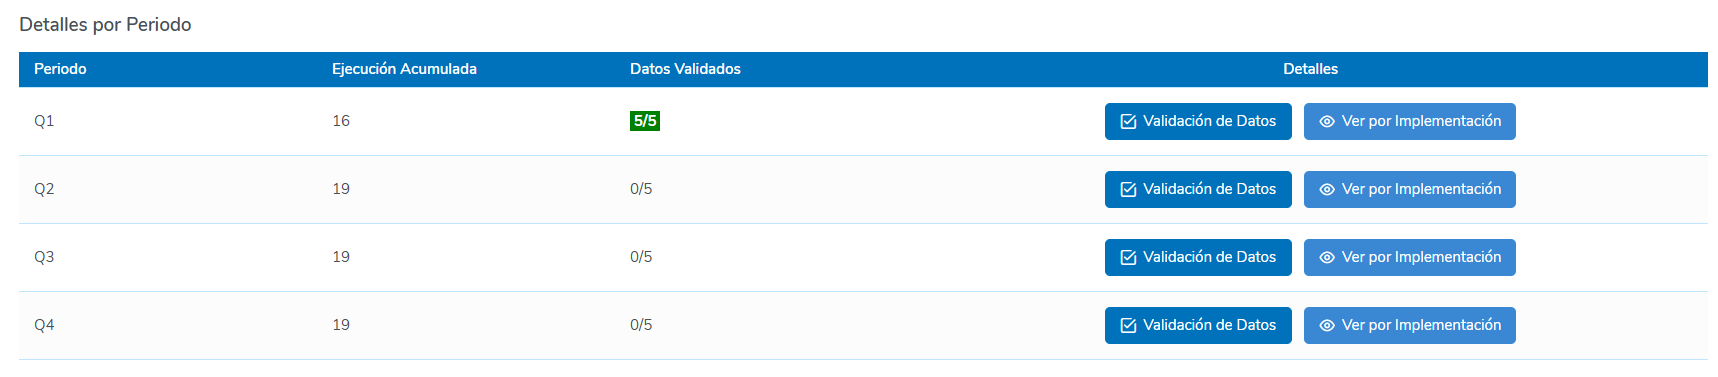 Detalles por Periodo
Periodo Ejecución Acumulada Datos Validados Detalles
Q1 16 5/5 Validación de Datos Ver por Implementación
Q2 19 0/5 Validación de Datos Ver por Implementación
Q3 19 0/5 Validación de Datos Ver por Implementación
Q4 19 0/5 Validación de Datos Ver por Implementación